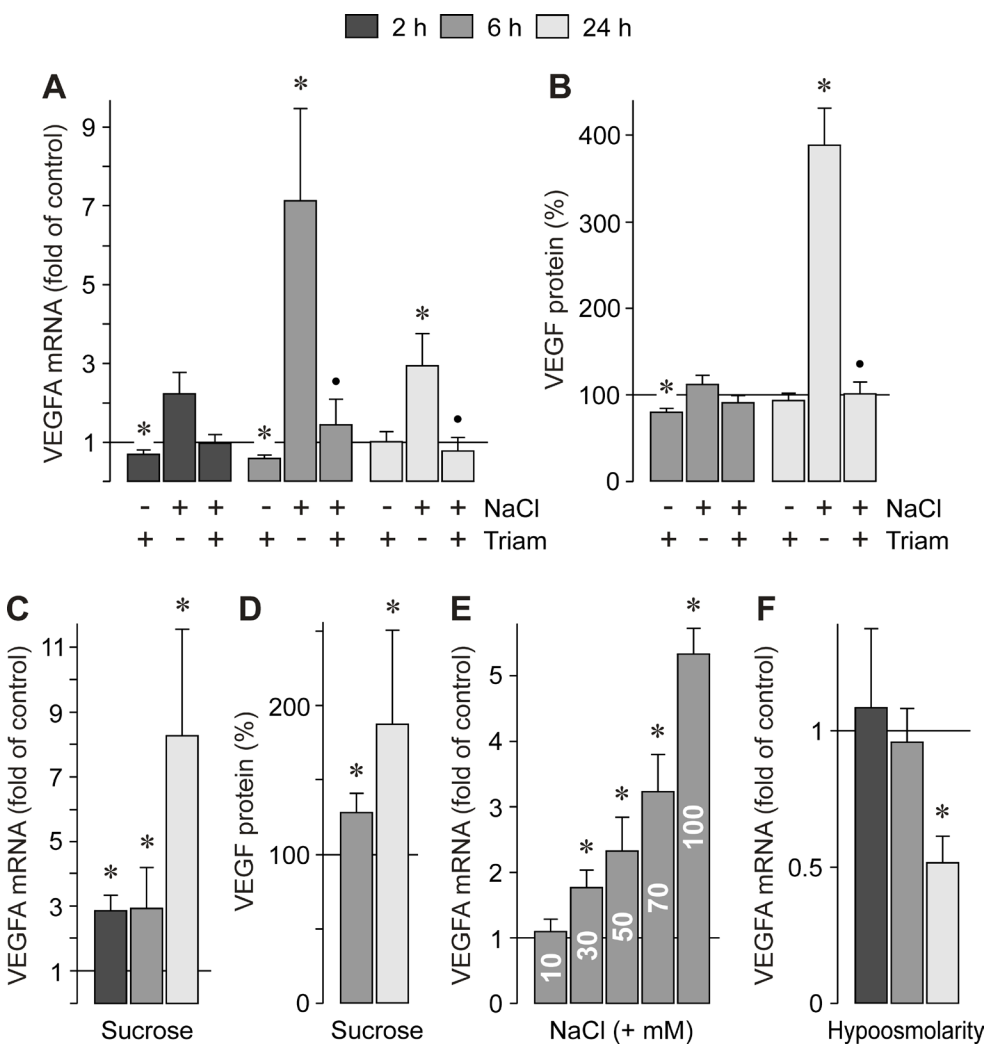 2 h 6 h 24 h
A
VEGFA mRNA (fold of control)
9
7
5
3
1
* * * * • •
- + + - + + - + + NaCl
+ - + + - + + - + Triam
B
VEGF protein (%)
400
300
200
100
0
* * •
- + + - + + NaCl
+ - + + - + Triam
C
VEGFA mRNA (fold of control)
11
9
7
5
3
1
* * *
Sucrose
D
VEGF protein (%)
200
100
0
* *
Sucrose
E
VEGFA mRNA (fold of control)
5
4
3
2
1
0
* * * *
10 30 50 70 100
NaCl (+ mM)
F
VEGFA mRNA (fold of control)
1
0.5
0
*
Hypoosmolarity